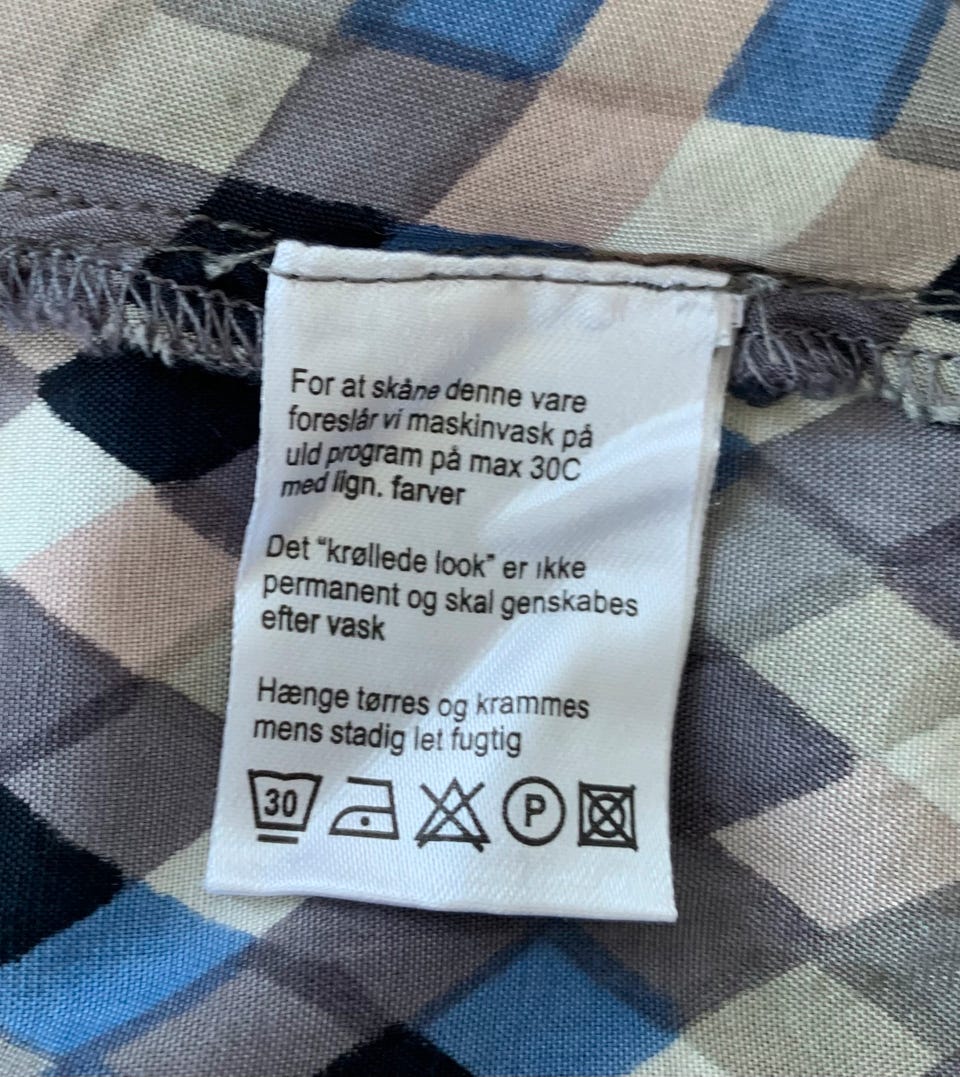 For at skåne denne vare
foreslår vi maskinvask på
uld program på max 30C
med lign. farver
Det "krøllede look" er ikke
permanent og skal genskabes
efter vask
Hænge tørres og krammes
mens stadig let fugtig
30 P